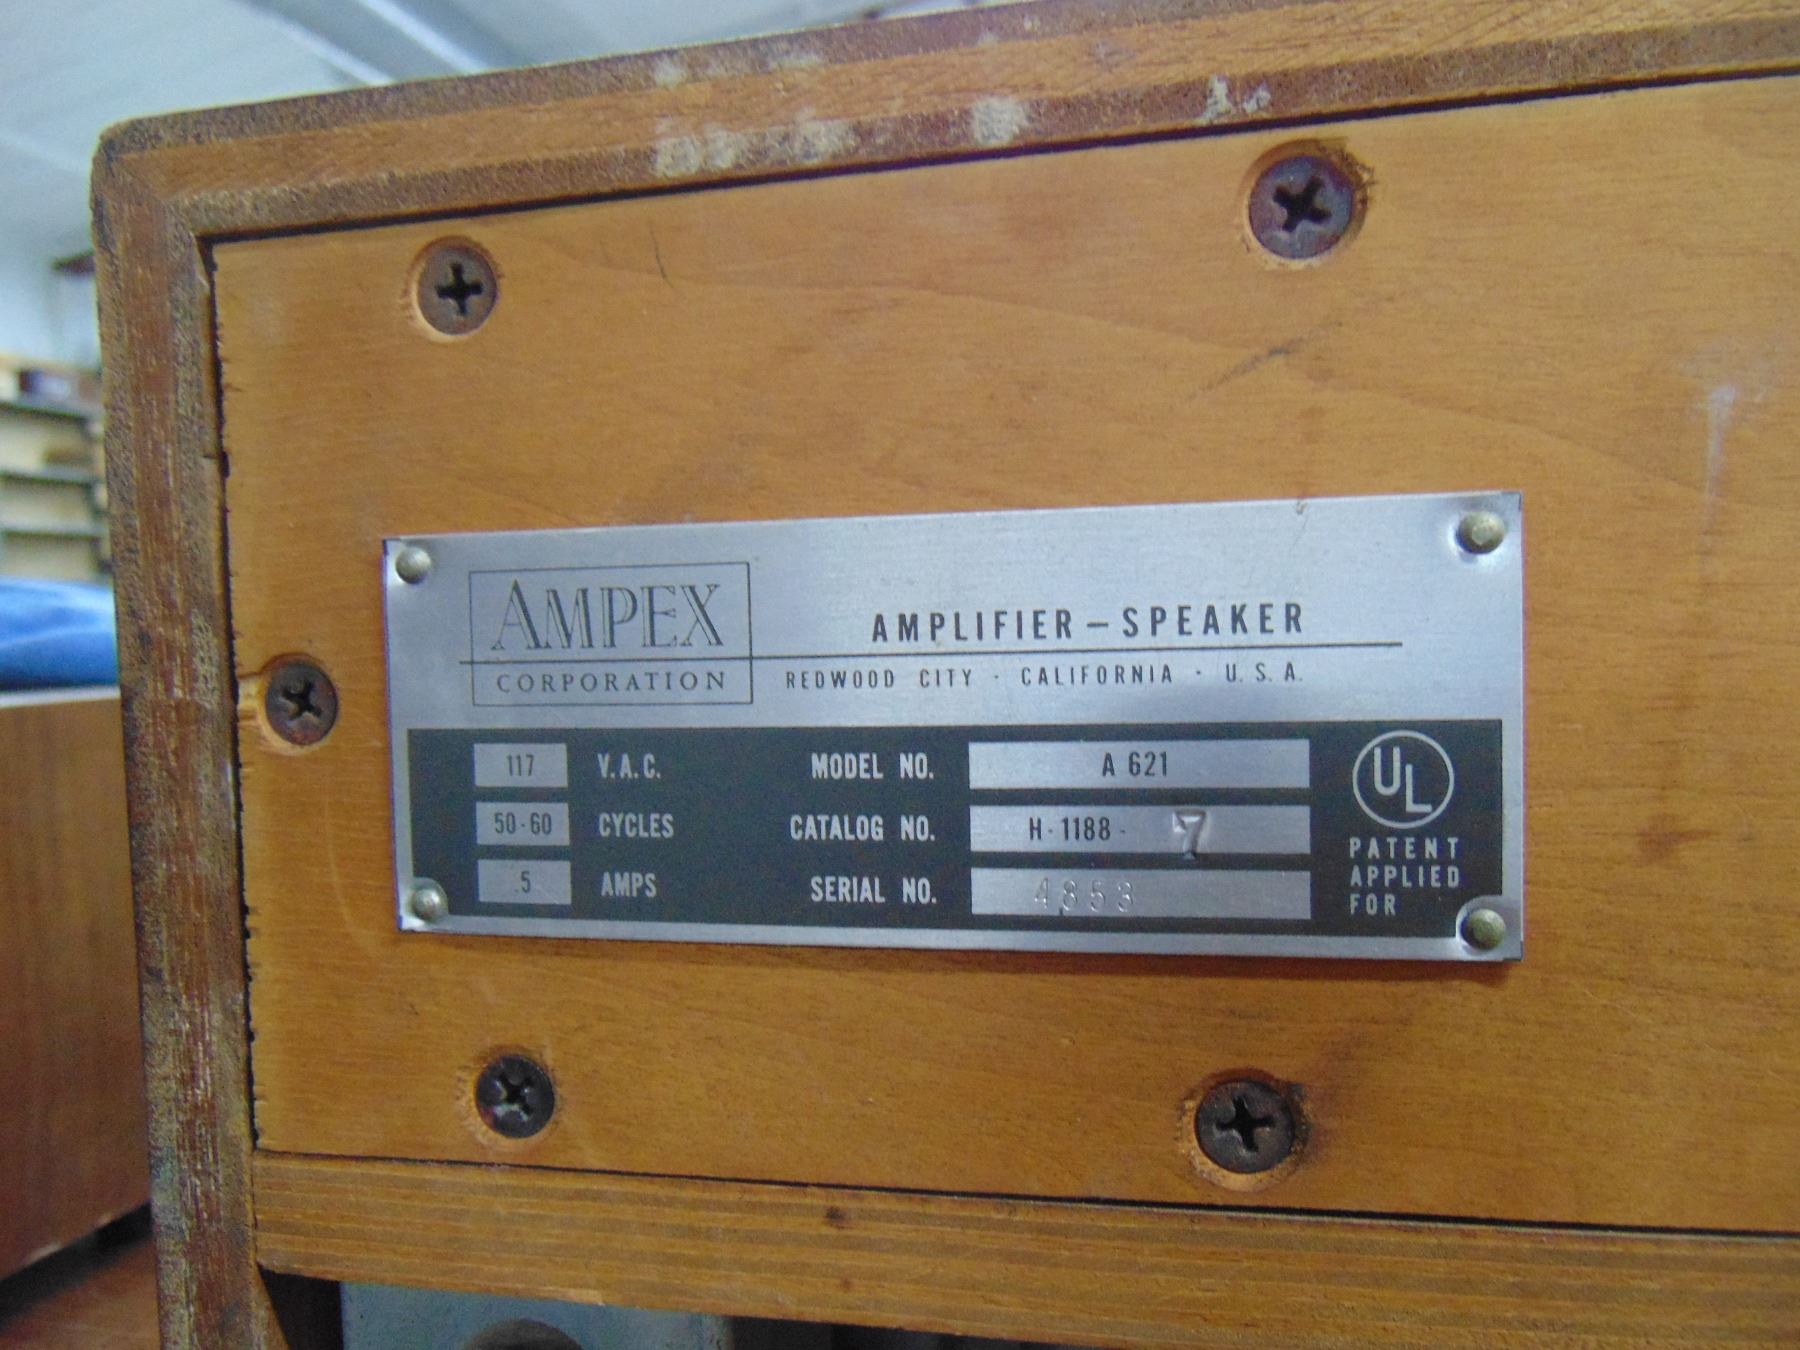 AMPEX
CORPORATION
AMPLIFIER – SPEAKER
REDWOOD CITY · CALIFORNIA · U. S. A.
117 V.A.C.
50-60 CYCLES
.5 AMPS
MODEL NO. A 621
CATALOG NO. H-1188- 7
SERIAL NO. 4853
UL
PATENT
APPLIED
FOR